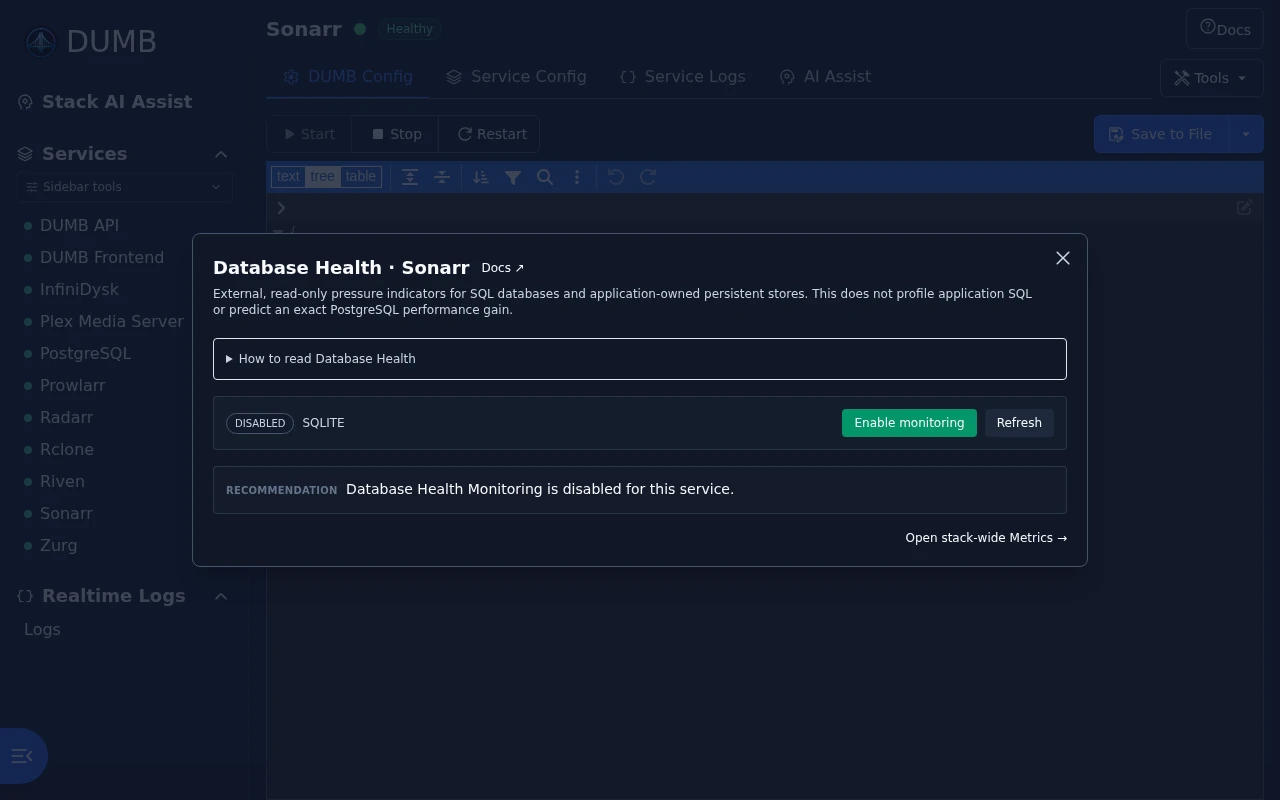 DUMB
Stack AI Assist
Services
Sidebar tools
DUMB API
DUMB Frontend
InfiniDysk
Plex Media Server
PostgreSQL
Prowlarr
Radarr
Rclone
Riven
Sonarr
Zurg
Realtime Logs
Logs
Sonarr Healthy
Docs
DUMB Config Service Config Service Logs AI Assist
Tools
Start Stop Restart
Save to File
text tree table
Database Health · Sonarr Docs ↗
External, read-only pressure indicators for SQL databases and application-owned persistent stores. This does not profile application SQL
or predict an exact PostgreSQL performance gain.
How to read Database Health
DISABLED SQLITE Enable monitoring Refresh
RECOMMENDATION Database Health Monitoring is disabled for this service.
Open stack-wide Metrics →